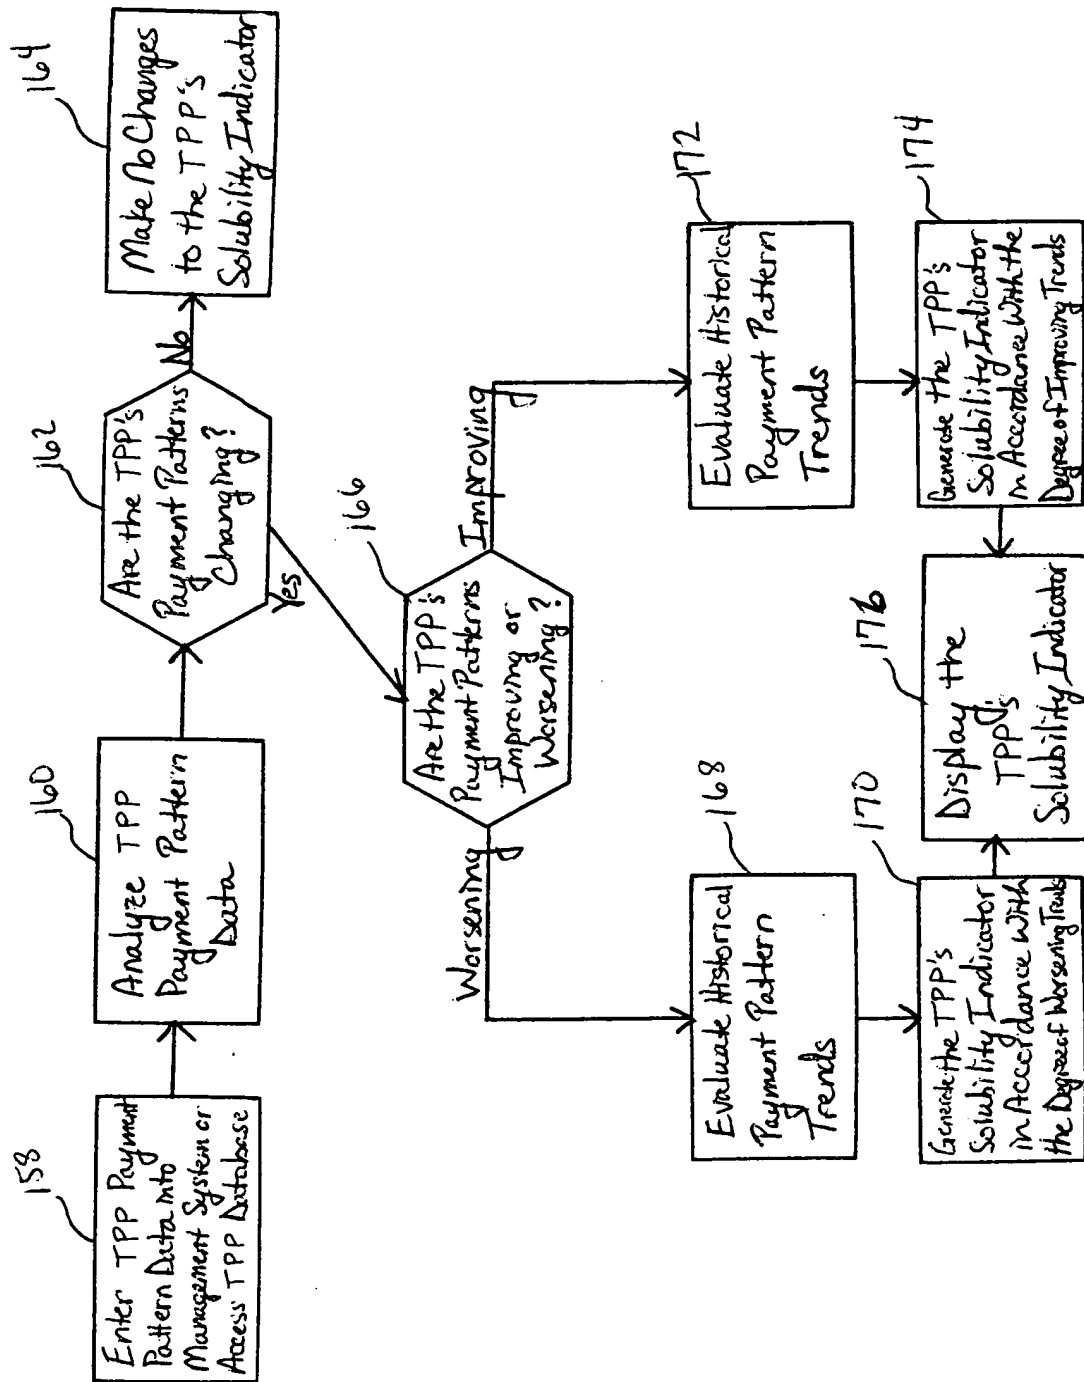 158
Enter TPP Payment
Pattern Data into
Management System or
Access TPP Database
160
Analyze TPP
Payment Pattern
Data
162
Are the TPP's
Payment Patterns
Changing?
No
Yes
164
Make No Changes
to the TPP's
Solubility Indicator
166
Are the TPP's
Payment Patterns
Improving or
Worsening?
Worsening
Improving
168
Evaluate Historical
Payment Pattern
Trends
172
Evaluate Historical
Payment Pattern
Trends
170
Generate the TPP's
Solubility Indicator
in Accordance With
the Degree of Worsening Trends
176
Display the
TPP's
Solubility Indicator
174
Generate the TPP's
Solubility Indicator
in Accordance With the
Degree of Improving Trends